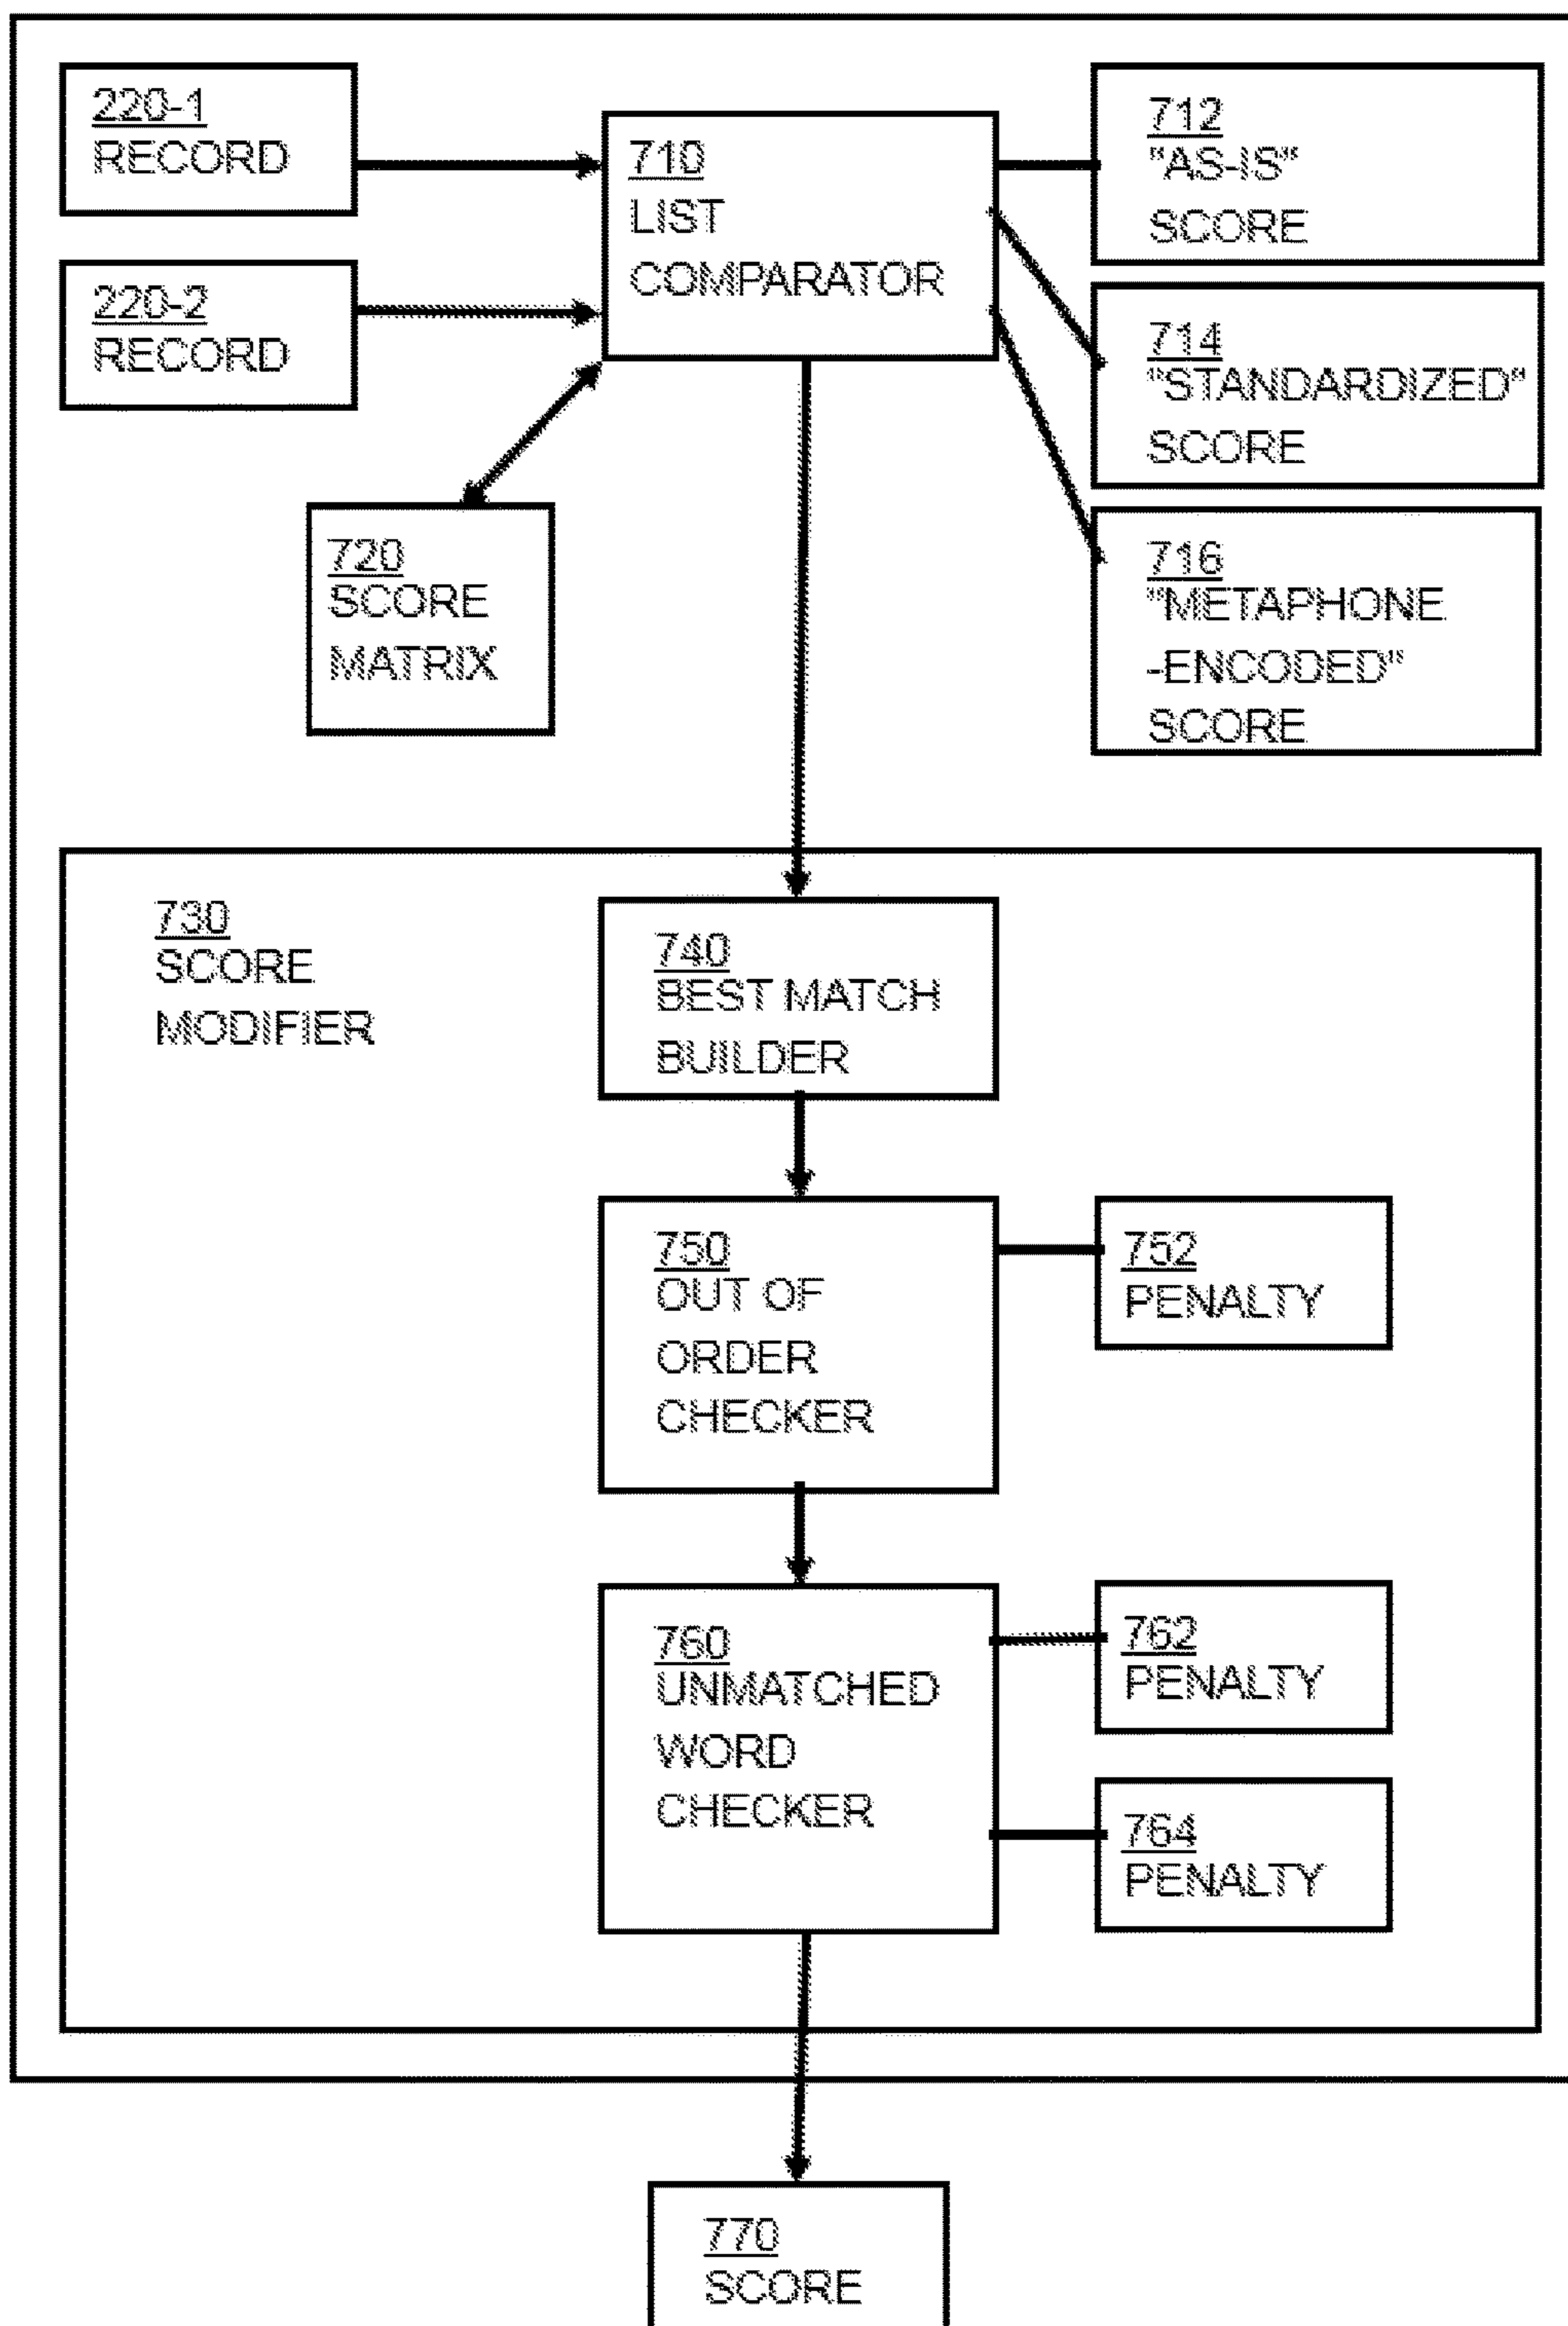 220-1
RECORD
220-2
RECORD
710
LIST
COMPARATOR
712
"AS-IS"
SCORE
714
"STANDARDIZED"
SCORE
716
"METAPHONE
-ENCODED"
SCORE
720
SCORE
MATRIX
730
SCORE
MODIFIER
740
BEST MATCH
BUILDER
750
OUT OF
ORDER
CHECKER
752
PENALTY
760
UNMATCHED
WORD
CHECKER
762
PENALTY
764
PENALTY
770
SCORE